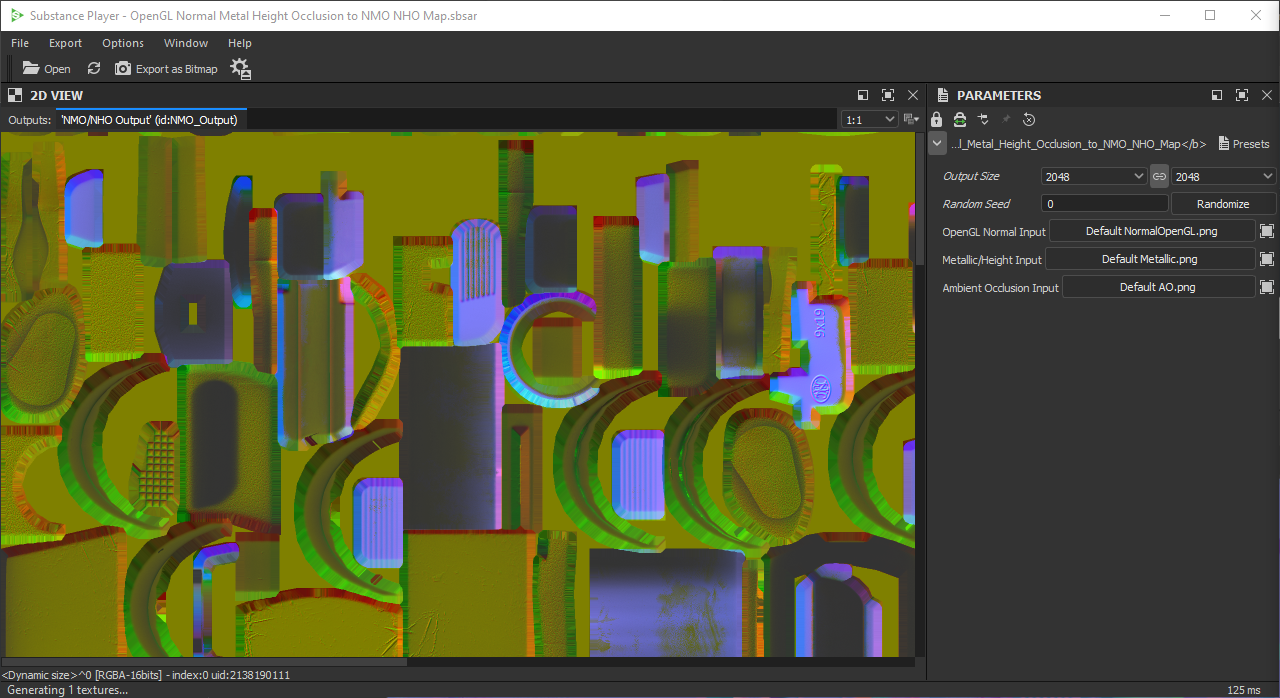 Substance Player - OpenGL Normal Metal Height Occlusion to NMO NHO Map.sbsar
File Export Options Window Help
Open Export as Bitmap
2D VIEW
Outputs: 'NMO/NHO Output' (id:NMO_Output) 1:1
GTX6
<Dynamic size>^0 [RGBA-16bits] - index:0 uid:2138190111
Generating 1 textures...
PARAMETERS
...l_Metal_Height_Occlusion_to_NMO_NHO_Map</b> Presets
Output Size 2048 2048
Random Seed 0 Randomize
OpenGL Normal Input Default NormalOpenGL.png
Metallic/Height Input Default Metallic.png
Ambient Occlusion Input Default AO.png
125 ms